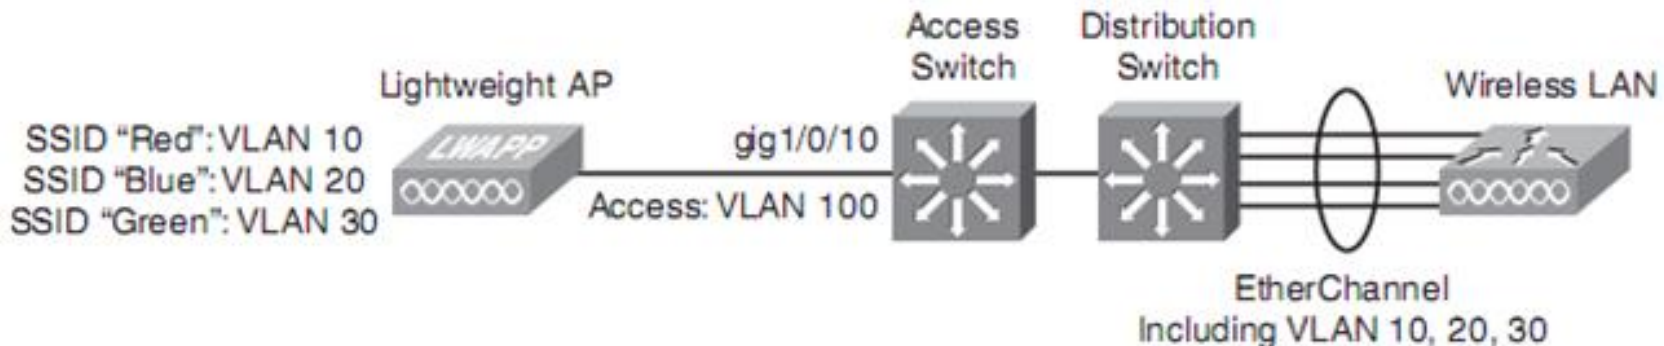 Access
Switch
Distribution
Switch
Lightweight AP
Wireless LAN
SSID “Red”: VLAN 10
SSID “Blue”: VLAN 20
SSID “Green”: VLAN 30
LWAPP
gig1/0/10
Access: VLAN 100
EtherChannel
Including VLAN 10, 20, 30